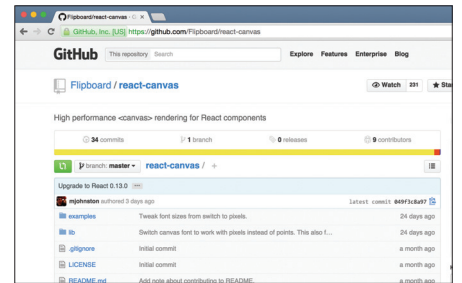 Flipboard/react-canvas · G
GitHub, Inc. [US] https://github.com/Flipboard/react-canvas
GitHub This repository Search Explore Features Enterprise Blog
Flipboard / react-canvas Watch 231 Sta
High performance <canvas> rendering for React components
34 commits 1 branch 0 releases 9 contributors
branch: master react-canvas / +
Upgrade to React 0.13.0 ...
mjohnston authored 3 days ago latest commit 049f3c8a97
examples Tweak font sizes from switch to pixels. 24 days ago
lib Switch canvas font to work with pixels instead of points. This also f… 24 days ago
.gitignore Initial commit a month ago
LICENSE Initial commit a month ago
README.md Add note about contributing to README. a month ago